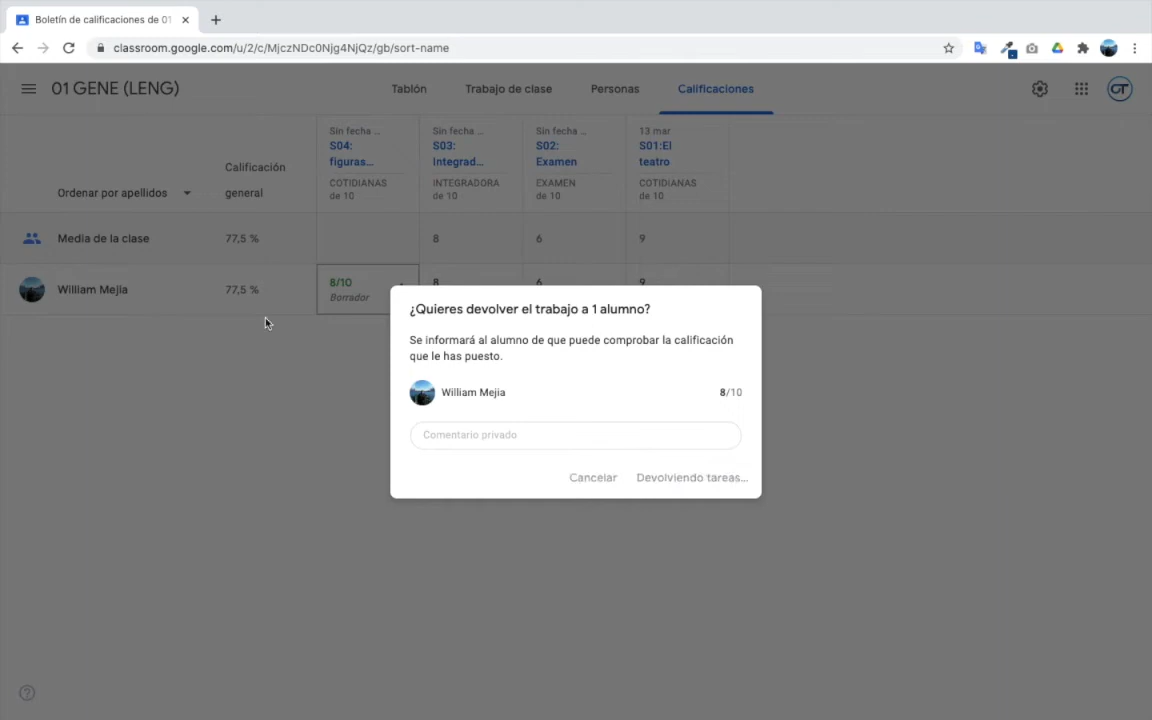 Boletín de calificaciones de 01
classroom.google.com/u/2/c/MjczNDc0Njg4NjQz/gb/sort-name
01 GENE (LENG)
Tablón
Trabajo de clase
Personas
Calificaciones
GT
Ordenar por apellidos
Calificación
general
Sin fecha ...
S04:
figuras...
COTIDIANAS
de 10
Sin fecha ...
S03:
Integrad...
INTEGRADORA
de 10
Sin fecha ...
S02:
Examen
EXAMEN
de 10
13 mar
S01:El
teatro
COTIDIANAS
de 10
Media de la clase
77,5 %
8
6
9
William Mejia
77,5 %
8/10
Borrador
8
6
9
¿Quieres devolver el trabajo a 1 alumno?
Se informará al alumno de que puede comprobar la calificación
que le has puesto.
William Mejia
8/10
Comentario privado
Cancelar
Devolviendo tareas...